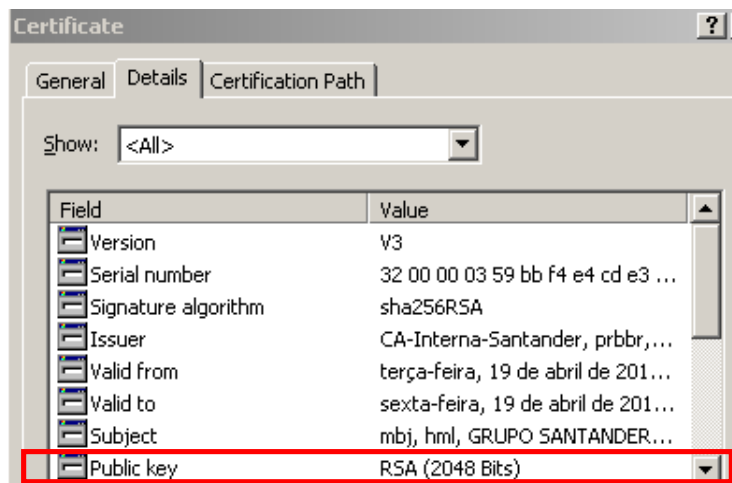 Certificate ?
General Details Certification Path
Show: <All>
Field Value
Version V3
Serial number 32 00 00 03 59 bb f4 e4 cd e3 ...
Signature algorithm sha256RSA
Issuer CA-Interna-Santander, prbbr,...
Valid from terça-feira, 19 de abril de 201...
Valid to sexta-feira, 19 de abril de 201...
Subject mbj, hml, GRUPO SANTANDER...
Public key RSA (2048 Bits)